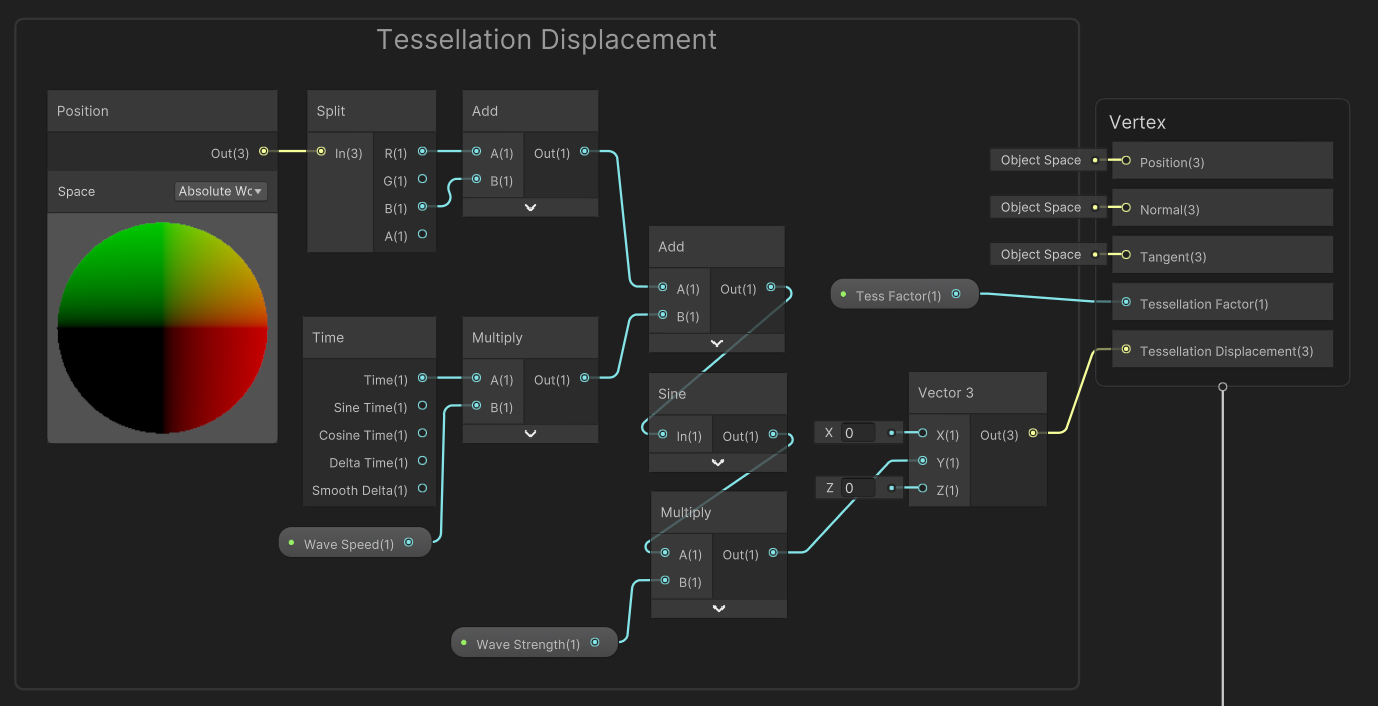 Tessellation Displacement
Position
Out(3)
Space
Absolute Wc
Split
In(3)
R(1)
G(1)
B(1)
A(1)
Add
A(1)
B(1)
Out(1)
Time
Time(1)
Sine Time(1)
Cosine Time(1)
Delta Time(1)
Smooth Delta(1)
Multiply
A(1)
B(1)
Out(1)
Wave Speed(1)
Add
A(1)
B(1)
Out(1)
Sine
In(1)
Out(1)
Multiply
A(1)
B(1)
Out(1)
Wave Strength(1)
Tess Factor(1)
X 0
Z 0
Vector 3
X(1)
Y(1)
Z(1)
Out(3)
Vertex
Object Space
Position(3)
Object Space
Normal(3)
Object Space
Tangent(3)
Tessellation Factor(1)
Tessellation Displacement(3)